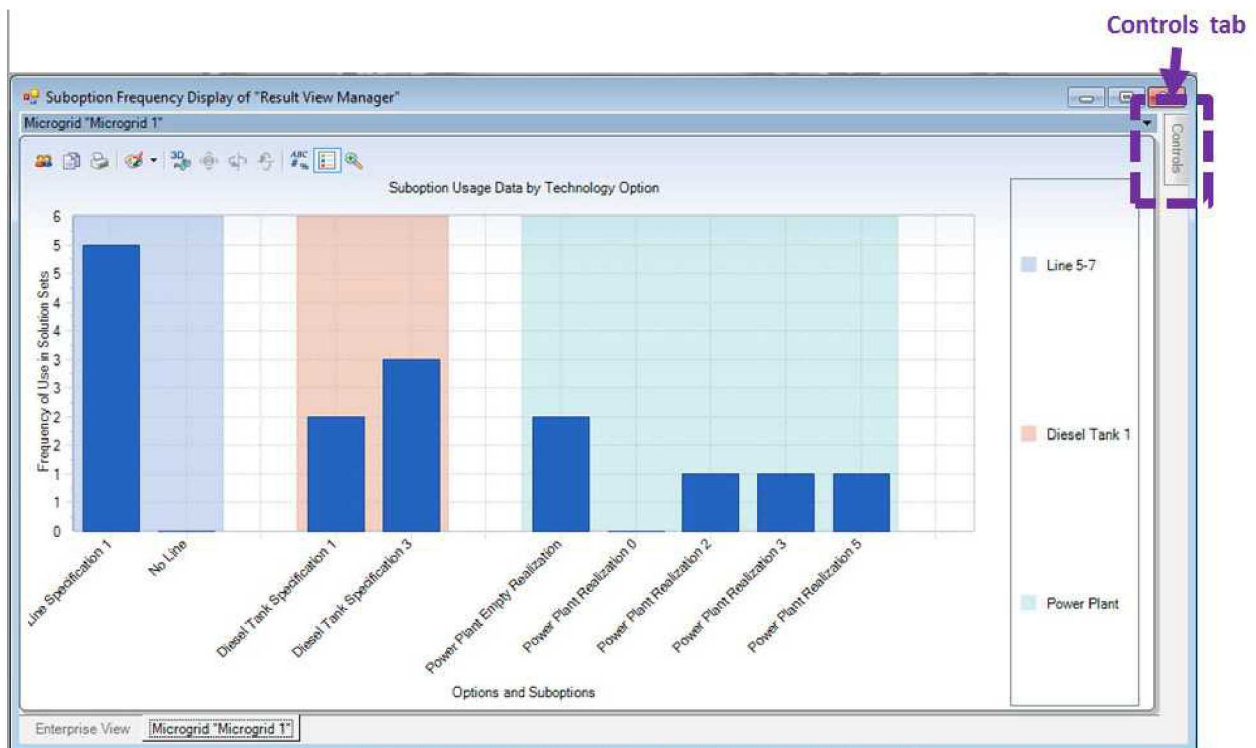 Controls tab
Suboption Frequency Display of "Result View Manager"
Microgrid "Microgrid 1"
Controls
3D
ABC
# %
Suboption Usage Data by Technology Option
Frequency of Use in Solution Sets
6
5
5
4
4
3
3
2
2
1
1
0
Line Specification 1
No Line
Diesel Tank Specification 1
Diesel Tank Specification 3
Power Plant Empty Realization
Power Plant Realization 0
Power Plant Realization 2
Power Plant Realization 3
Power Plant Realization 5
Options and Suboptions
Line 5-7
Diesel Tank 1
Power Plant
Enterprise View
Microgrid "Microgrid 1"